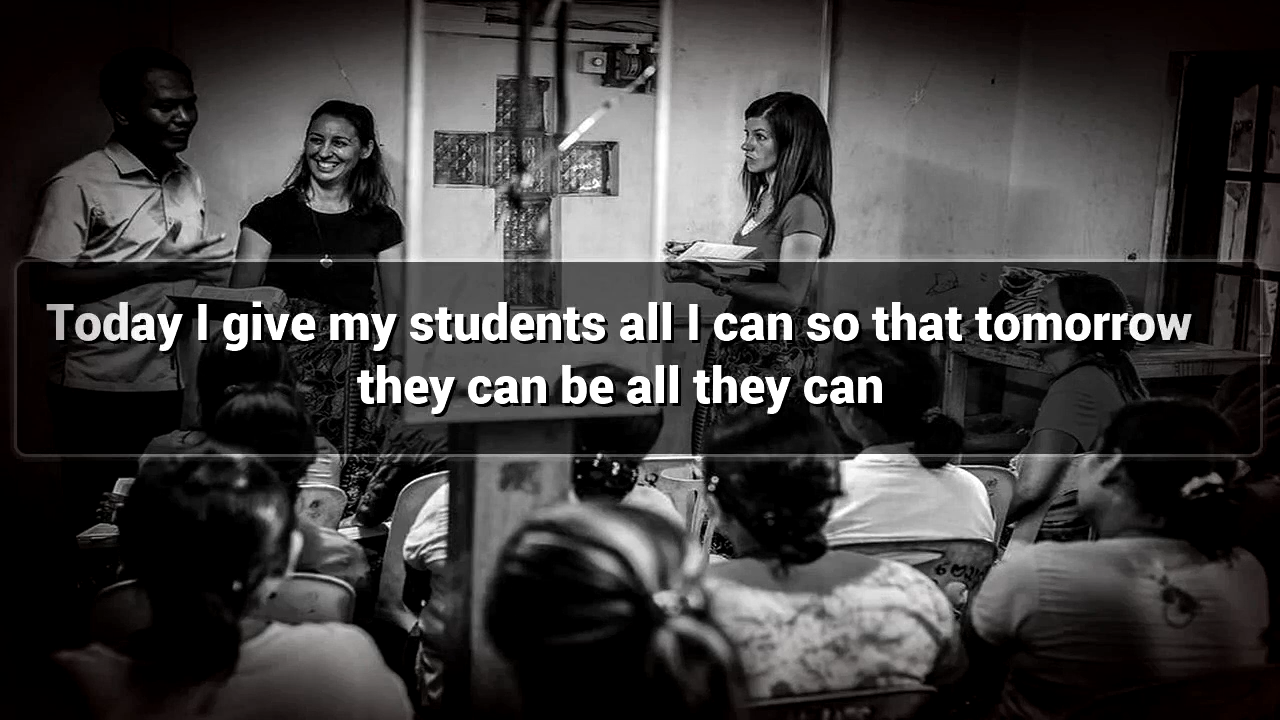 Today I give my students all I can so that tomorrow
they can be all they can